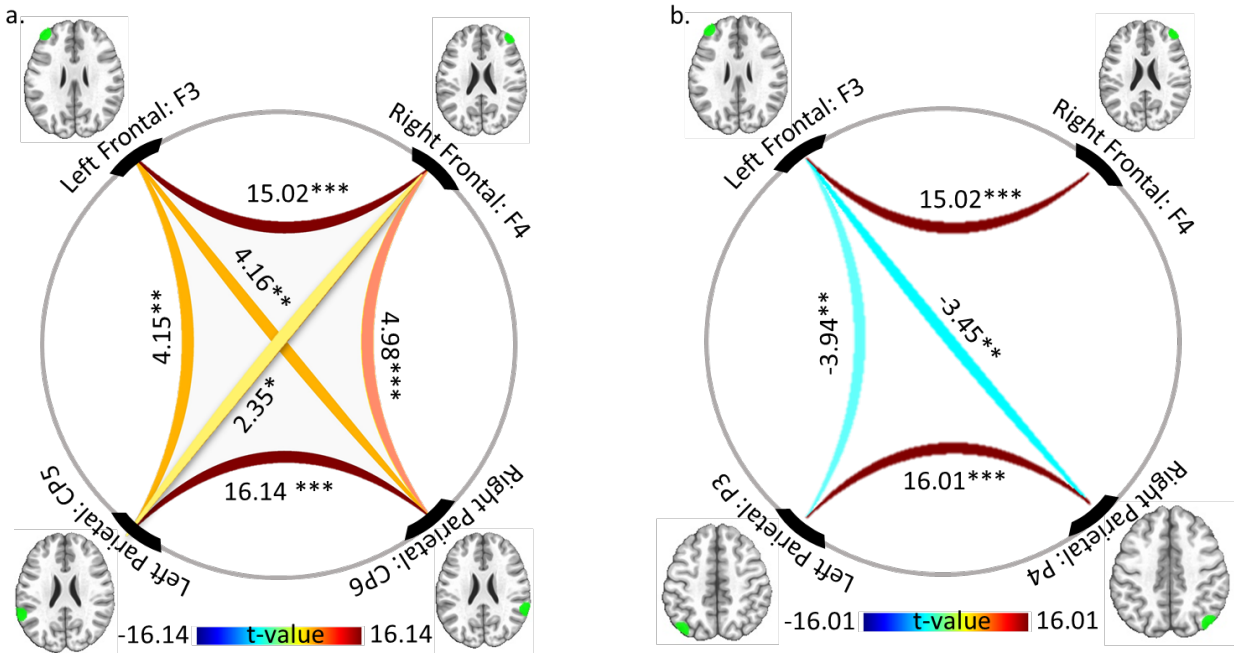 a.
Left Frontal: F3
Right Frontal: F4
15.02***
4.16**
4.15**
4.98***
2.35*
16.14 ***
Left Parietal: CP5
Right Parietal: CP6
-16.14 t-value 16.14
b.
Left Frontal: F3
Right Frontal: F4
15.02***
-3.94**
-3.45**
16.01***
Left Parietal: P3
Right Parietal: P4
-16.01 t-value 16.01